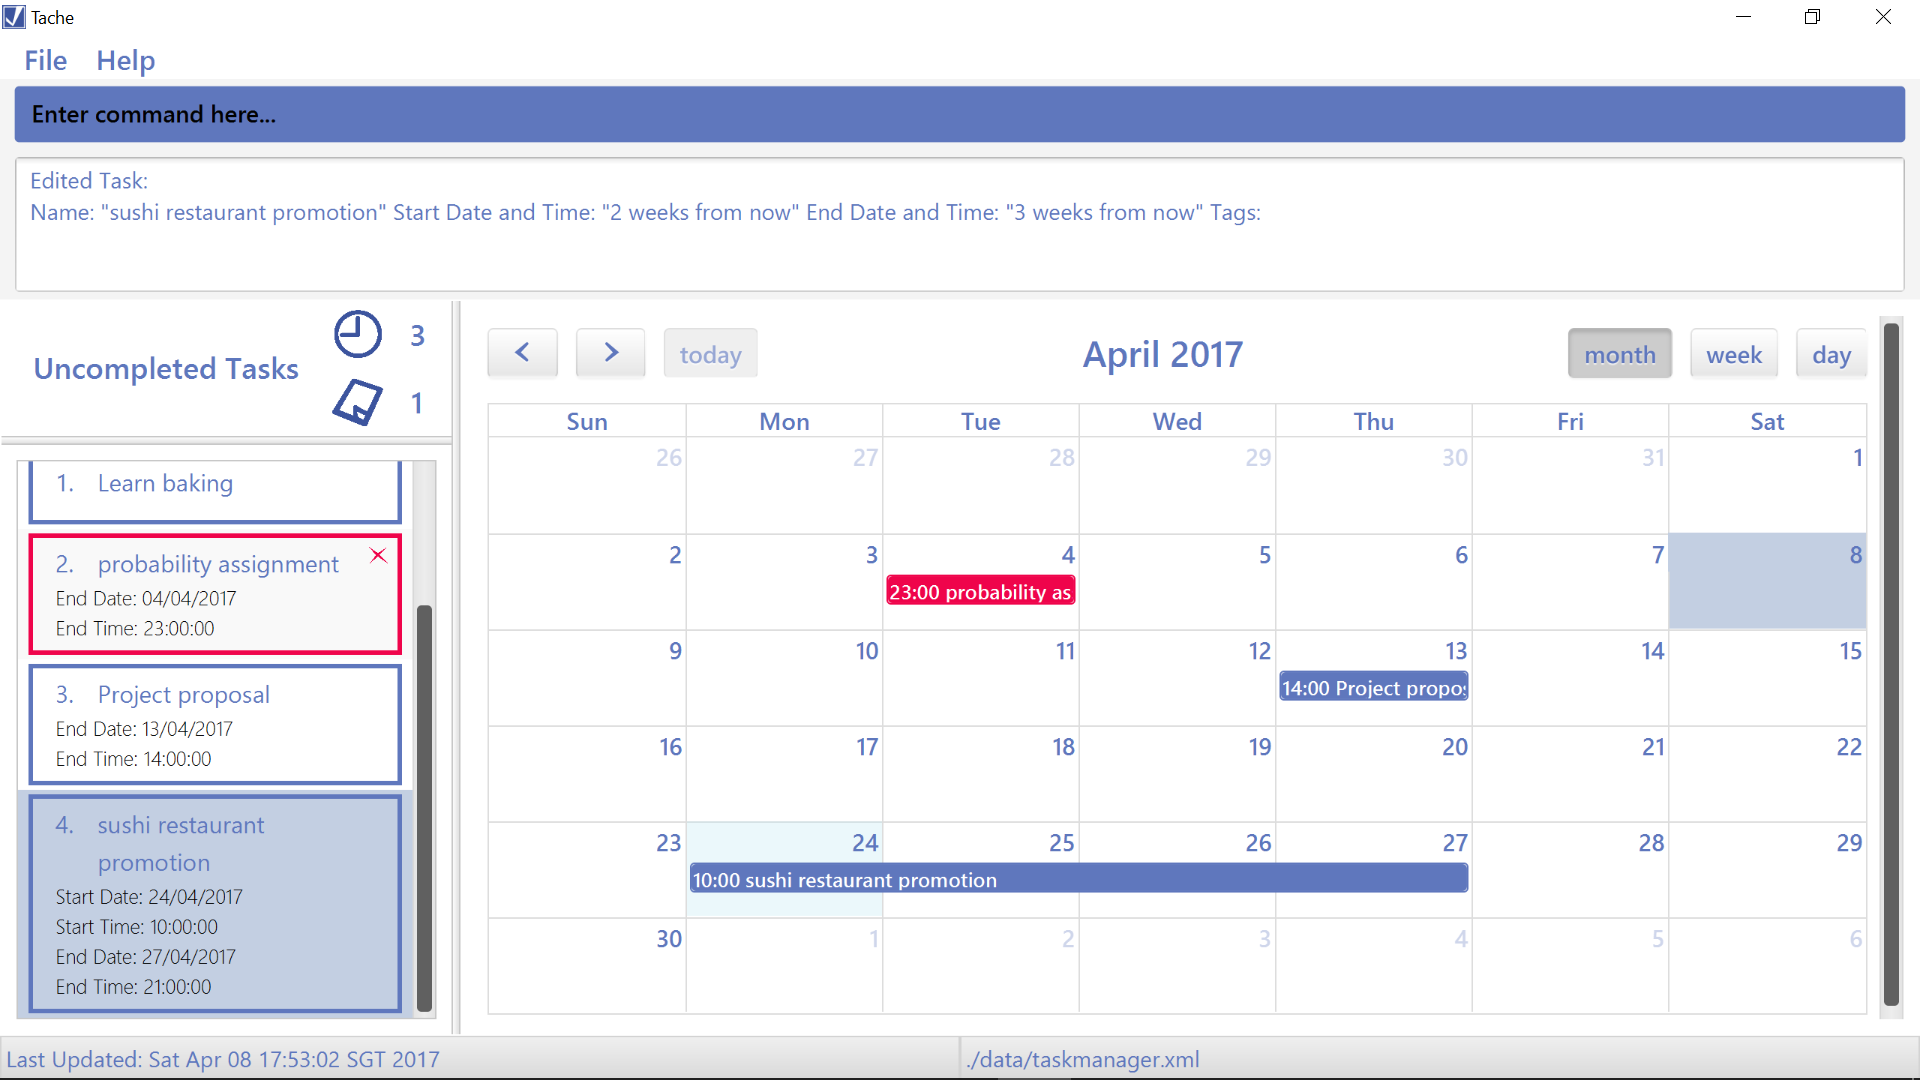 Tache
File Help
Enter command here...
Edited Task:
Name: "sushi restaurant promotion" Start Date and Time: "2 weeks from now" End Date and Time: "3 weeks from now" Tags:
Uncompleted Tasks
3
1
1. Learn baking
2. probability assignment
End Date: 04/04/2017
End Time: 23:00:00
3. Project proposal
End Date: 13/04/2017
End Time: 14:00:00
4. sushi restaurant
promotion
Start Date: 24/04/2017
Start Time: 10:00:00
End Date: 27/04/2017
End Time: 21:00:00
today
April 2017
month week day
Sun Mon Tue Wed Thu Fri Sat
26 27 28 29 30 31 1
2 3 4 5 6 7 8
23:00 probability as
9 10 11 12 13 14 15
14:00 Project propo
16 17 18 19 20 21 22
23 24 25 26 27 28 29
10:00 sushi restaurant promotion
30 1 2 3 4 5 6
Last Updated: Sat Apr 08 17:53:02 SGT 2017
./data/taskmanager.xml